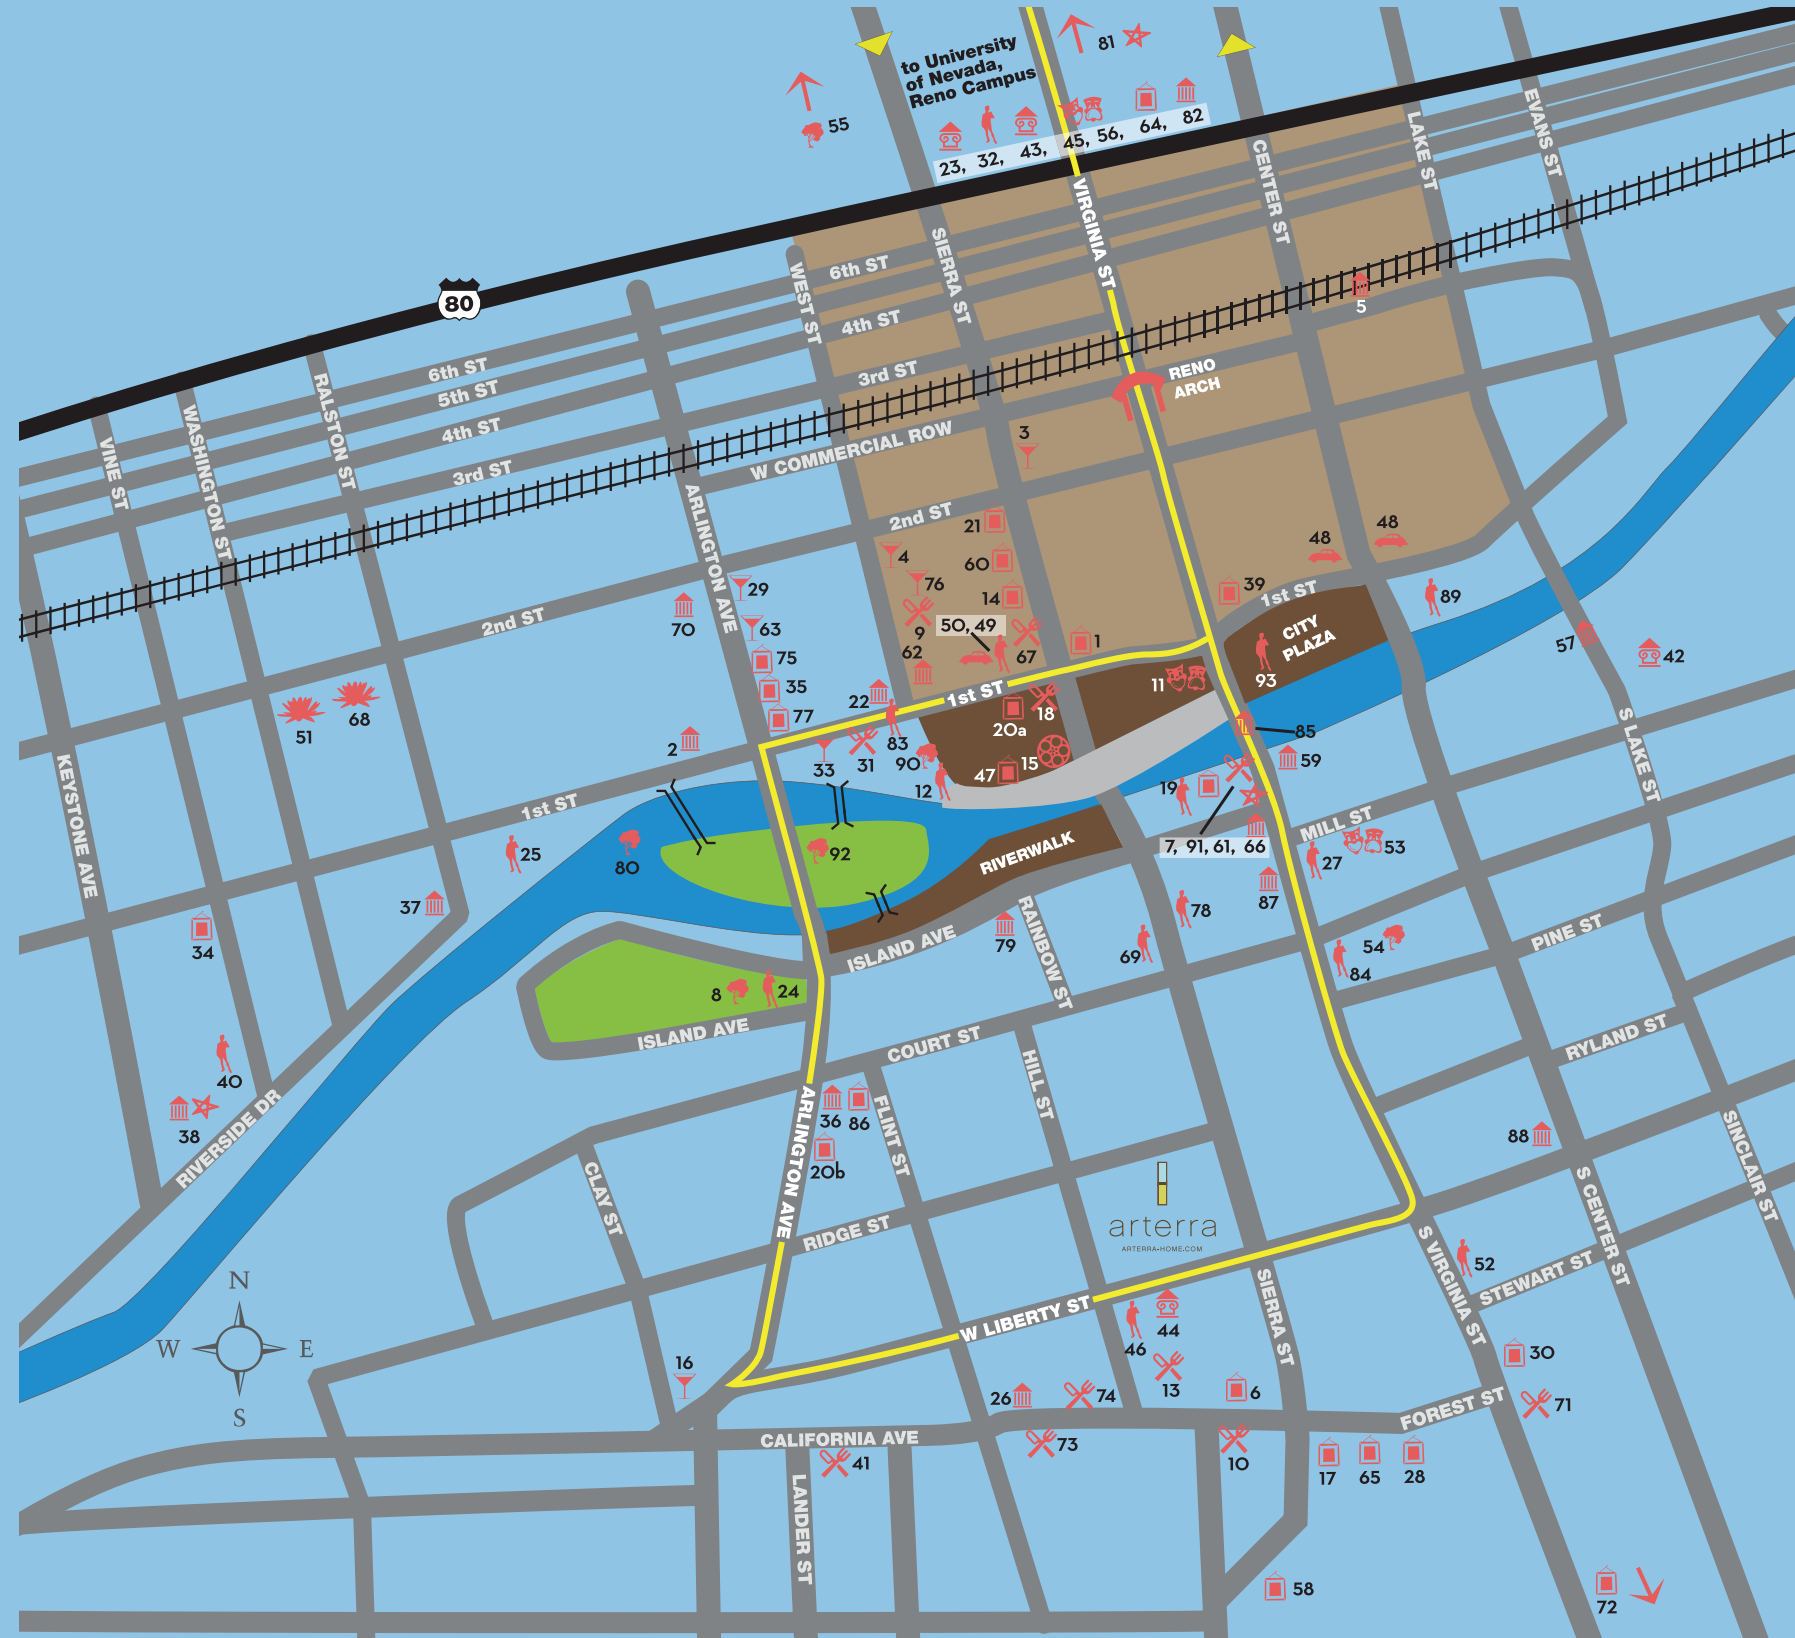 to University
of Nevada,
Reno Campus
81
55
23, 32, 43, 45, 56, 64, 82
80
VIRGINIA ST
CENTER ST
LAKE ST
EVANS ST
SIERRA ST
WEST ST
6th ST
4th ST
3rd ST
W COMMERCIAL ROW
2nd ST
5
RENO
ARCH
3
6th ST
5th ST
4th ST
3rd ST
VINE ST
WASHINGTON ST
RALSTON ST
ARLINGTON AVE
2nd ST
KEYSTONE AVE
21
60
14
4
76
9
50, 49
67
62
1
39
48
48
1st ST
CITY
PLAZA
93
89
57
42
29
70
63
75
35
77
22
2
33
31
83
90
12
1st ST
11
18
20a
15
47
85
59
19
7, 91, 61, 66
MILL ST
27
53
S LAKE ST
51
68
1st ST
25
80
92
RIVERWALK
37
34
ISLAND AVE
79
RAINBOW ST
78
69
87
54
84
PINE ST
8
24
ISLAND AVE
COURT ST
RYLAND ST
40
38
RIVERSIDE DR
36
86
20b
FLINT ST
HILL ST
ARLINGTON AVE
CLAY ST
RIDGE ST
88
SINCLAIR ST
S CENTER ST
arterra
ARTERRA-HOME.COM
52
STEWART ST
S VIRGINIA ST
SIERRA ST
W LIBERTY ST
N
W
E
S
46
44
13
6
26
74
30
71
FOREST ST
16
CALIFORNIA AVE
41
73
10
17
65
28
LANDER ST
58
72